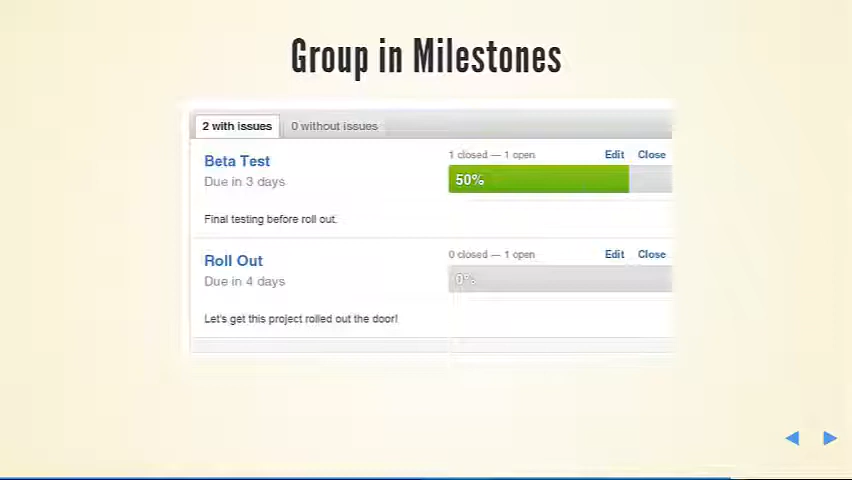 Group in Milestones
2 with issues 0 without issues
Beta Test 1 closed — 1 open Edit Close
Due in 3 days 50%
Final testing before roll out.
Roll Out 0 closed — 1 open Edit Close
Due in 4 days 0%
Let's get this project rolled out the door!